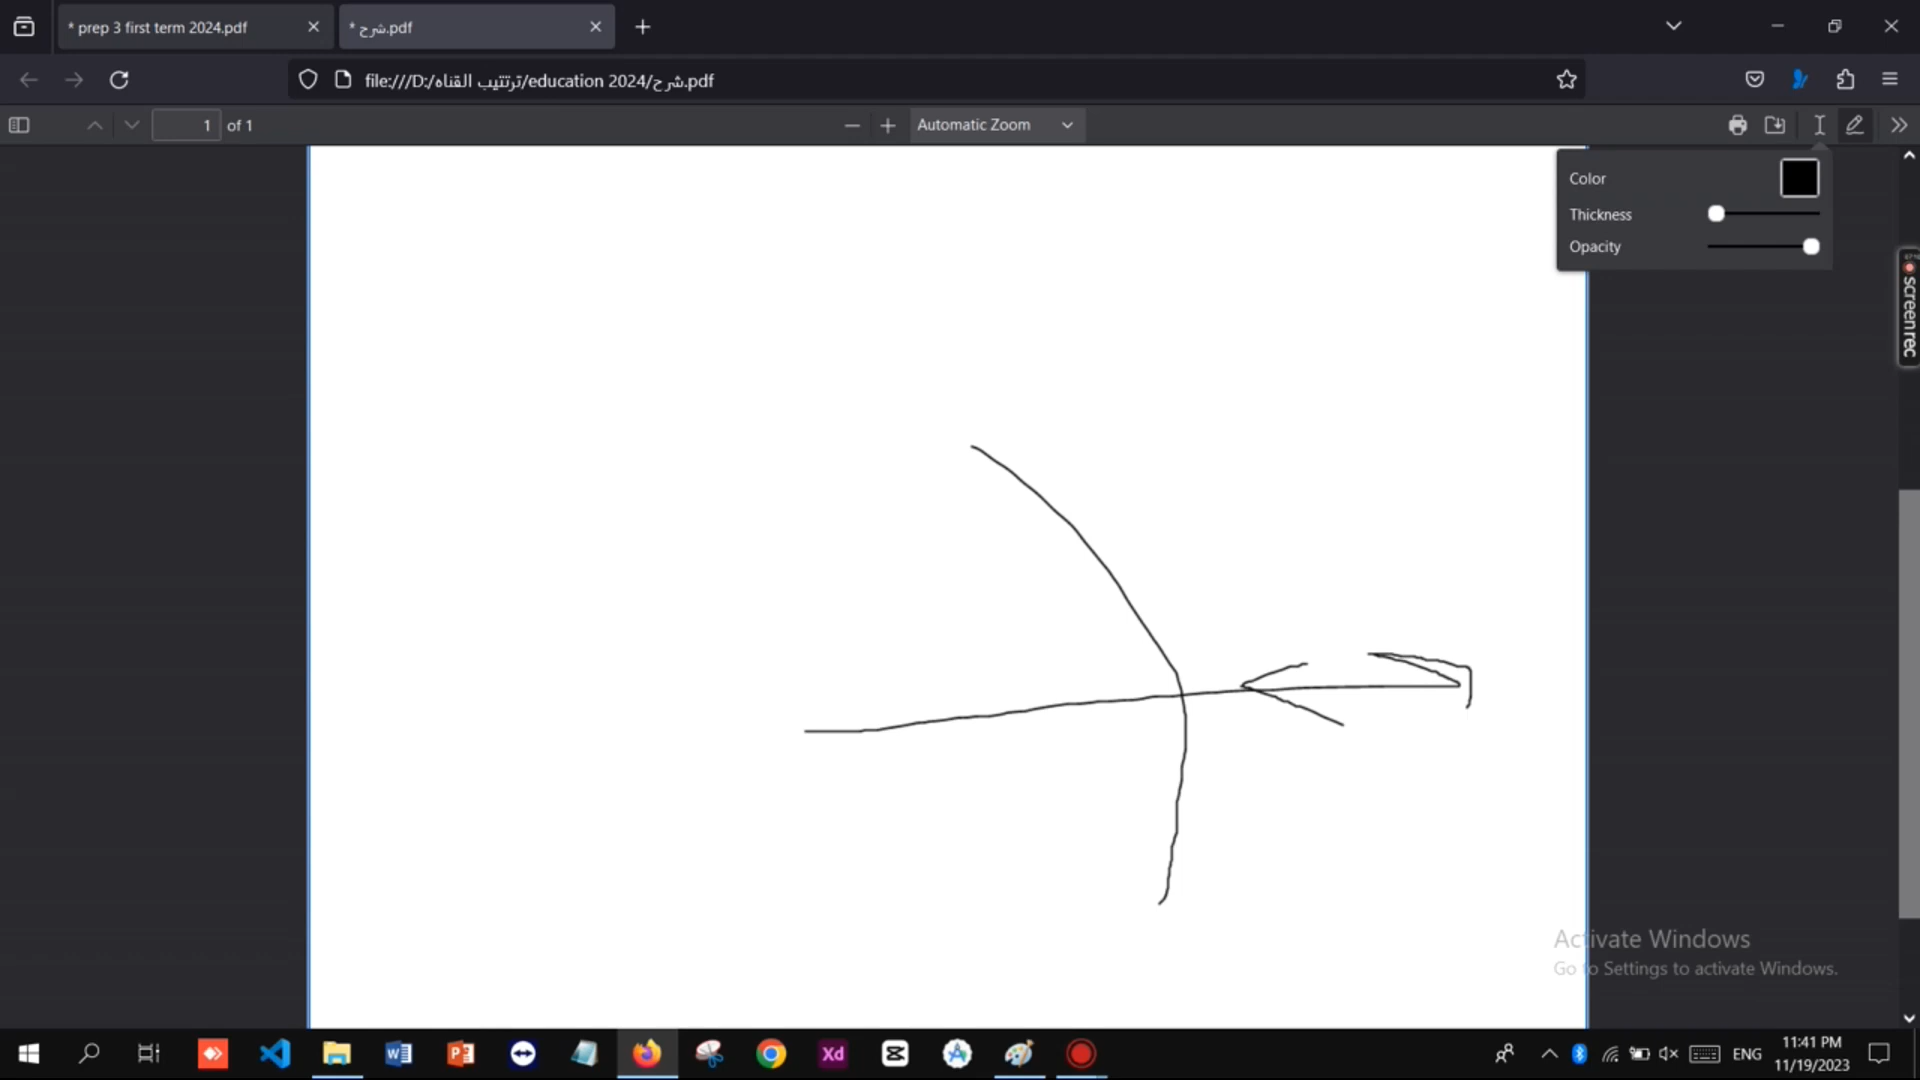 * prep 3 first term 2024.pdf
* شرح.pdf
file:///D:/ترتتيب القناه/education 2024/شرح.pdf
1 of 1
Automatic Zoom
Color
Thickness
Opacity
screenrec
Activate Windows
Go to Settings to activate Windows.
Xd
ENG
11:41 PM
11/19/2023